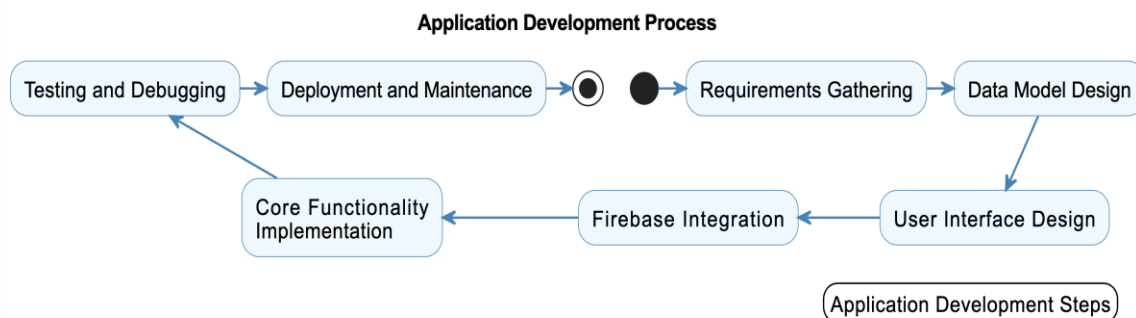 Application Development Process
Testing and Debugging
Deployment and Maintenance
Requirements Gathering
Data Model Design
Core Functionality
Implementation
Firebase Integration
User Interface Design
Application Development Steps